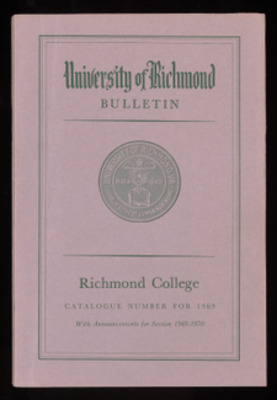 University of Richmond
BULLETIN
Richmond College
CATALOGUE NUMBER FOR 1969
With Announcements for Session 1969-1970